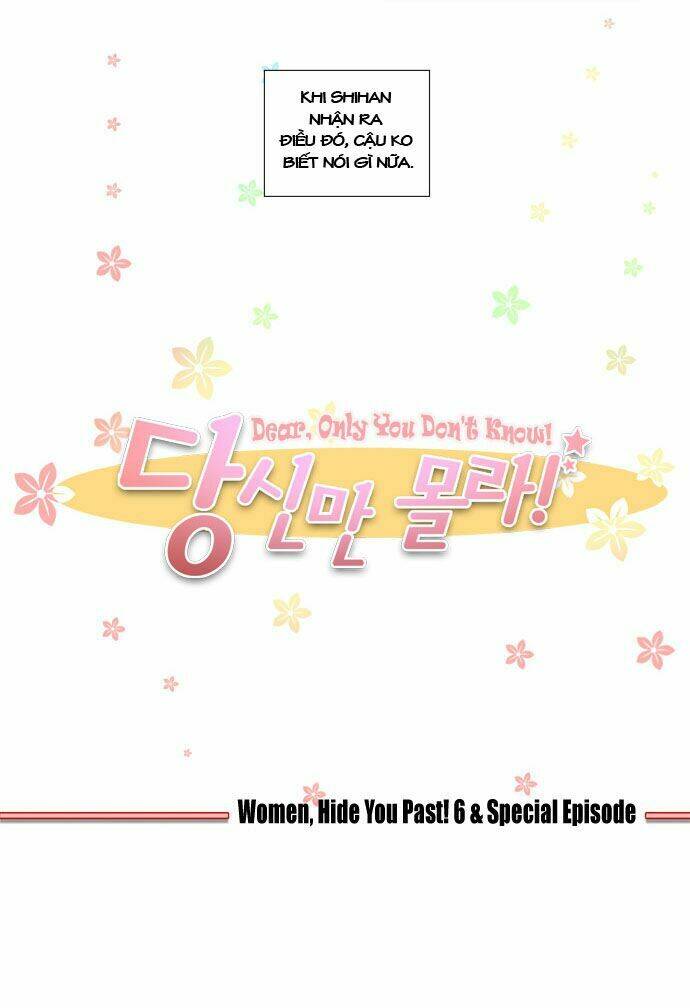 KHI SHIHAN
NHẬN RA
ĐIỀU ĐÓ, CẬU KO
BIẾT NÓI GÌ NỮA.
Dear, Only You Don't Know!
당신만 몰라!
Women, Hide You Past! 6 & Special Episode